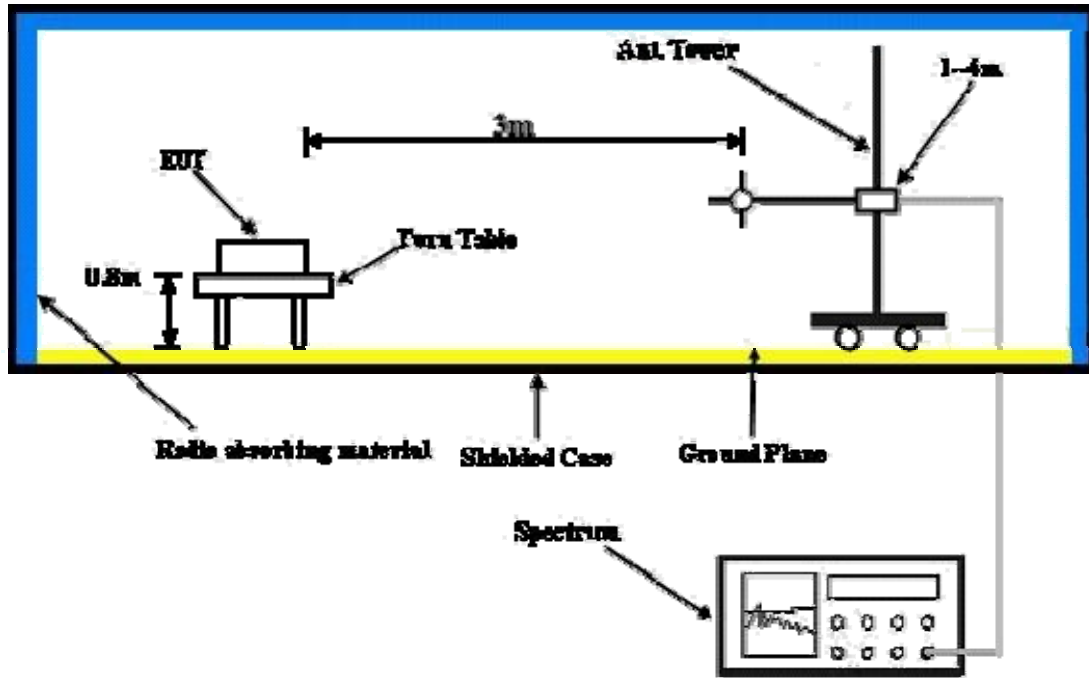 Ant. Tower
1-4m
3m
EUT
Turn Table
0.8m
Radio absorbing material
Shielded Case
Ground Plane
Spectrum